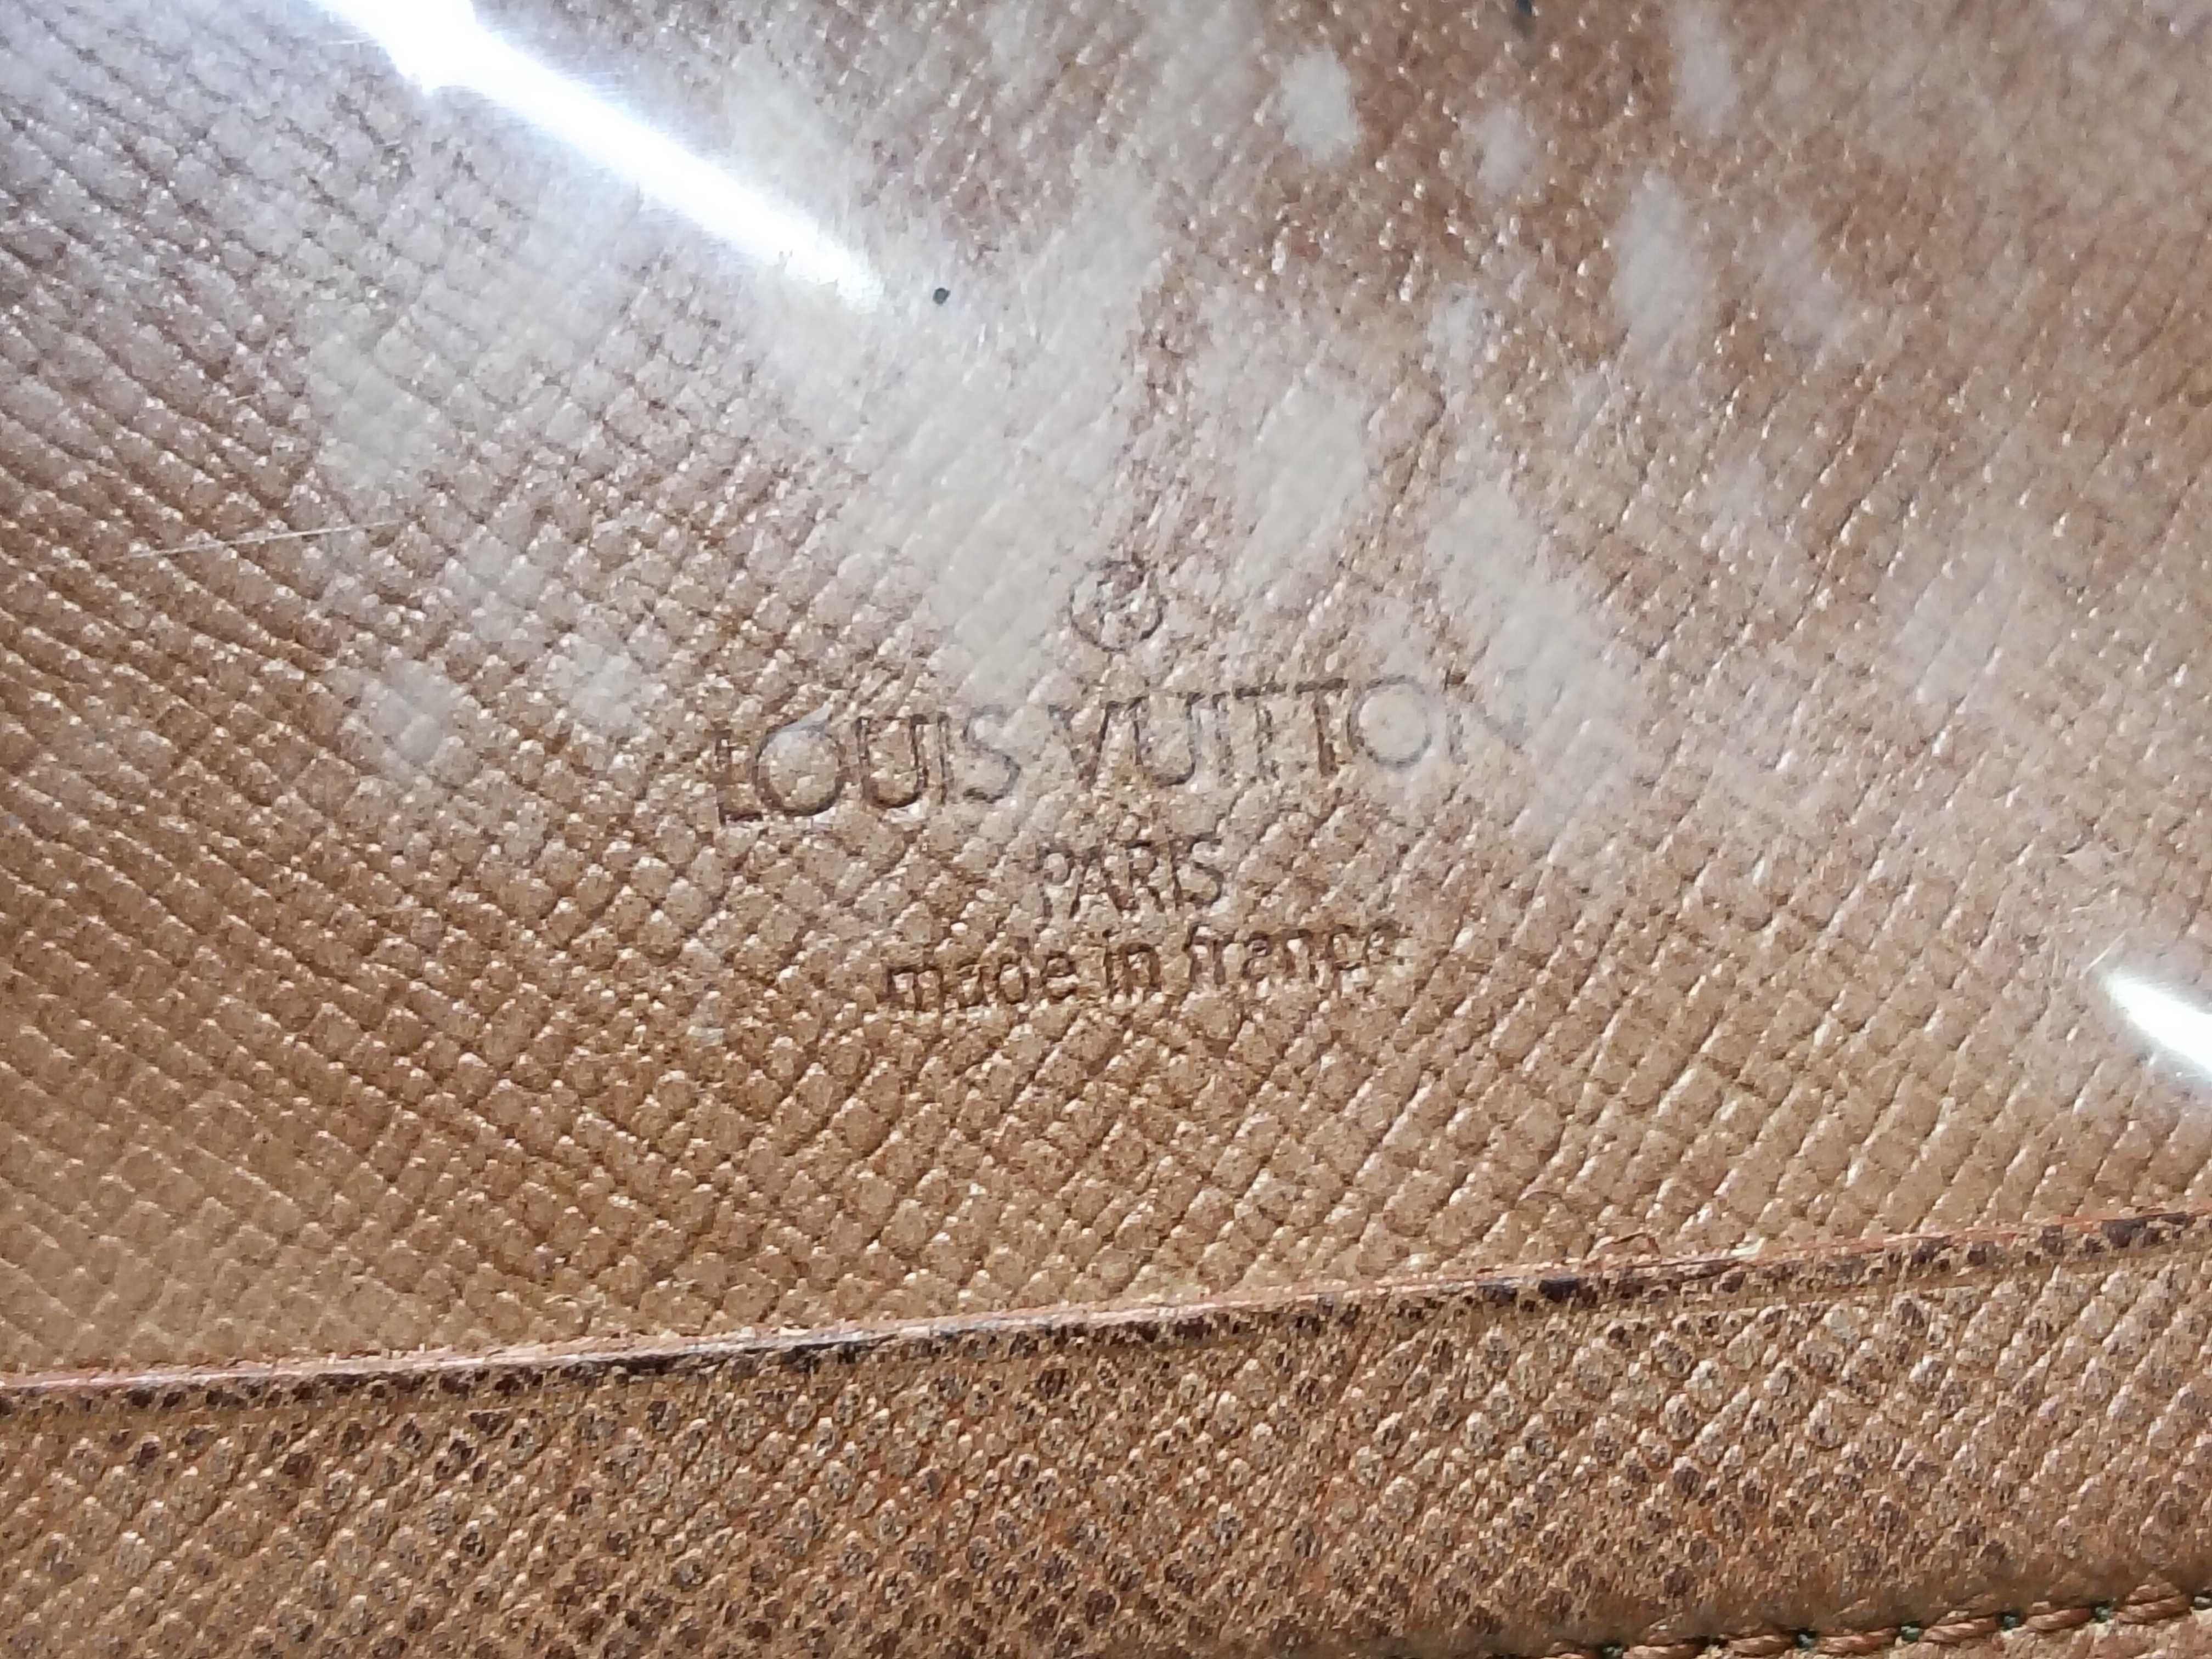 ®
LOUIS VUITTON
PARIS
made in france